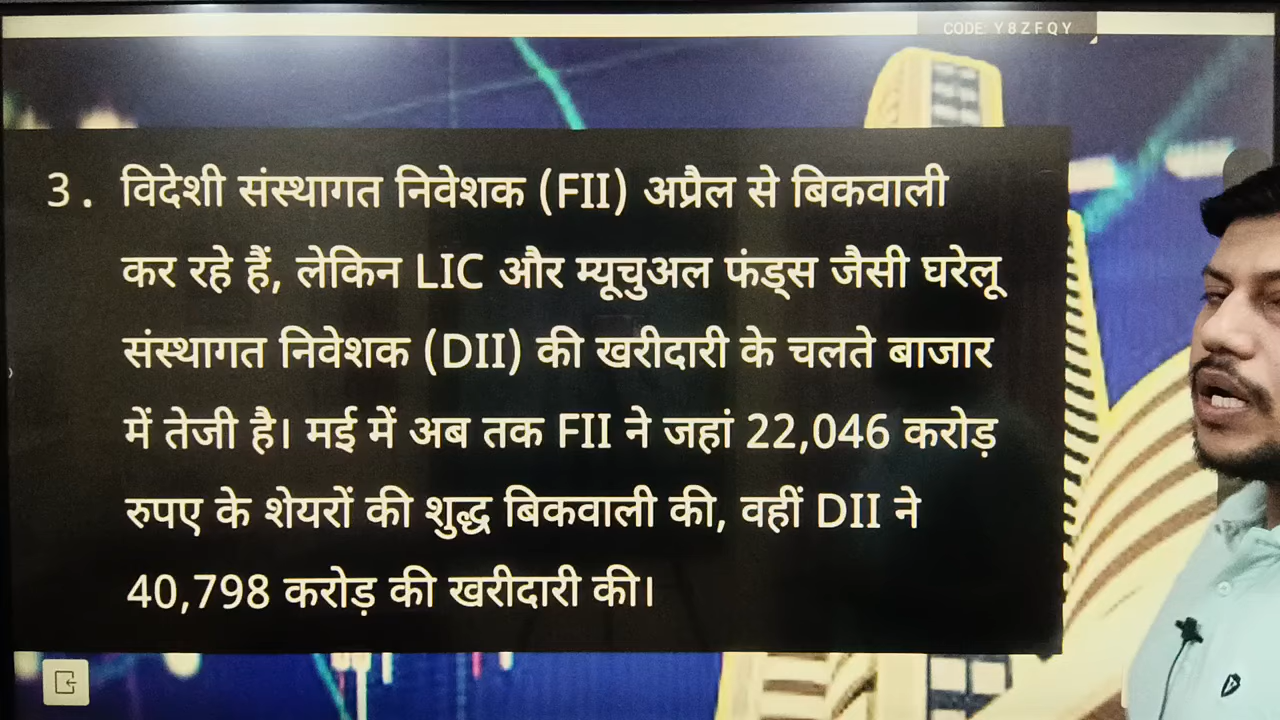 CODE: Y8ZFQY
3. विदेशी संस्थागत निवेशक (FII) अप्रैल से बिकवाली
कर रहे हैं, लेकिन LIC और म्यूचुअल फंड्स जैसी घरेलू
संस्थागत निवेशक (DII) की खरीदारी के चलते बाजार
में तेजी है। मई में अब तक FII ने जहां 22,046 करोड़
रुपए के शेयरों की शुद्ध बिकवाली की, वहीं DII ने
40,798 करोड़ की खरीदारी की।